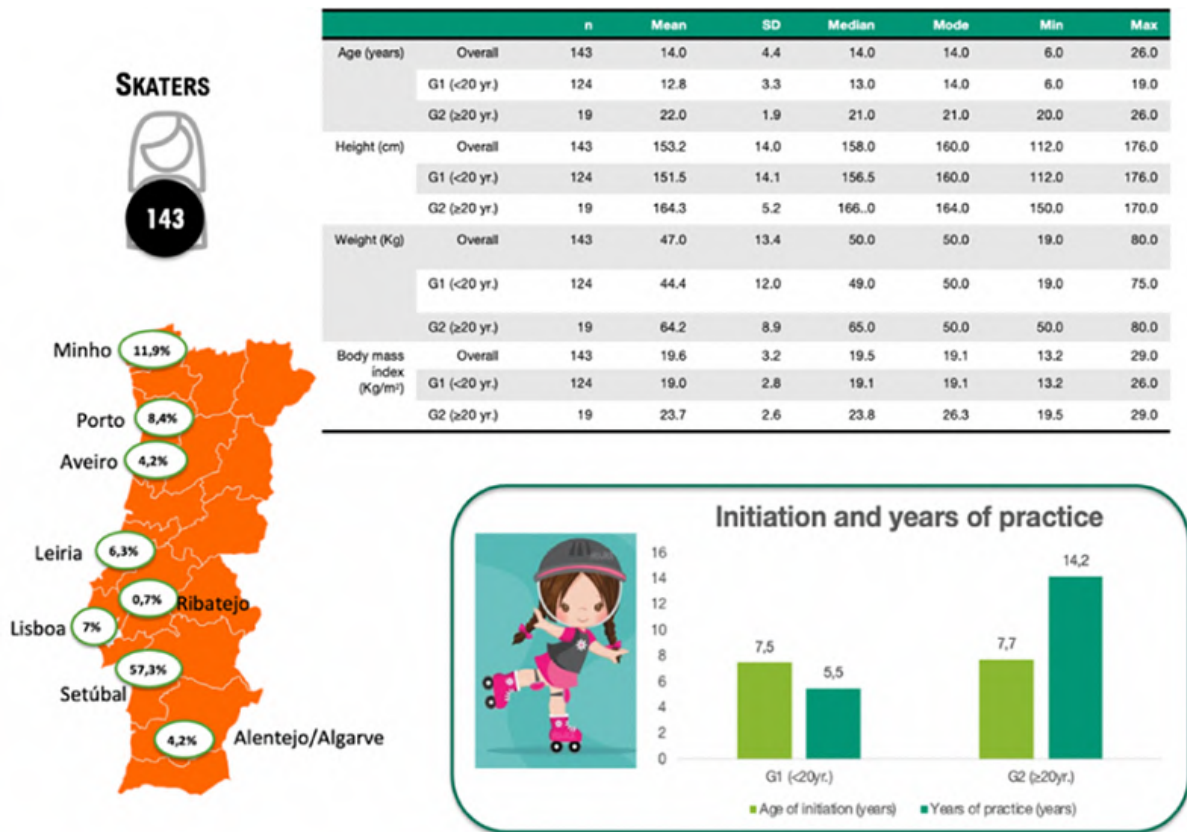 n Mean SD Median Mode Min Max
Age (years) Overall 143 14.0 4.4 14.0 14.0 6.0 26.0
G1 (<20 yr.) 124 12.8 3.3 13.0 14.0 6.0 19.0
G2 (≥20 yr.) 19 22.0 1.9 21.0 21.0 20.0 26.0
Height (cm) Overall 143 153.2 14.0 158.0 160.0 112.0 176.0
G1 (<20 yr.) 124 151.5 14.1 156.5 160.0 112.0 176.0
G2 (≥20 yr.) 19 164.3 5.2 166..0 164.0 150.0 170.0
Weight (Kg) Overall 143 47.0 13.4 50.0 50.0 19.0 80.0
G1 (<20 yr.) 124 44.4 12.0 49.0 50.0 19.0 75.0
G2 (≥20 yr.) 19 64.2 8.9 65.0 50.0 50.0 80.0
Body mass Overall 143 19.6 3.2 19.5 19.1 13.2 29.0
index
(Kg/m²) G1 (<20 yr.) 124 19.0 2.8 19.1 19.1 13.2 26.0
G2 (≥20 yr.) 19 23.7 2.6 23.8 26.3 19.5 29.0
SKATERS
143
Minho 11,9%
Porto 8,4%
Aveiro 4,2%
Leiria 6,3%
0,7% Ribatejo
Lisboa 7%
57,3%
Setúbal
4,2% Alentejo/Algarve
Initiation and years of practice
16
14
12
10
8
6
4
2
0
7,5
5,5
7,7
14,2
G1 (<20yr.) G2 (≥20yr.)
Age of initiation (years) Years of practice (years)